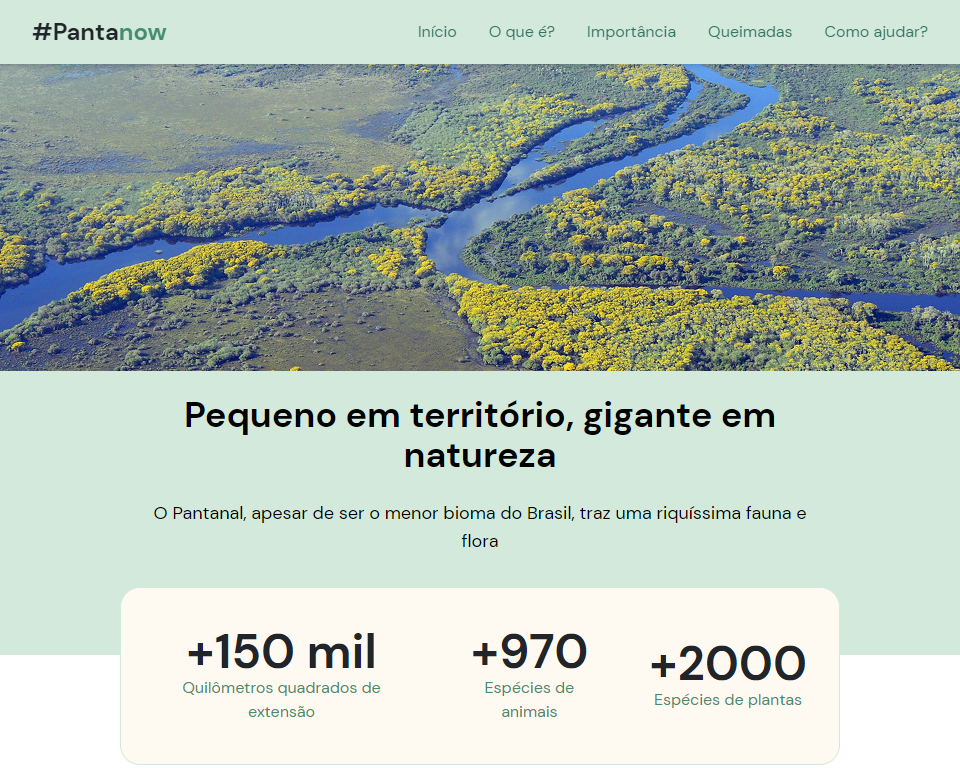 #Pantanow
Início
O que é?
Importância
Queimadas
Como ajudar?
Pequeno em território, gigante em
natureza
O Pantanal, apesar de ser o menor bioma do Brasil, traz uma riquíssima fauna e
flora
+150 mil
Quilômetros quadrados de
extensão
+970
Espécies de
animais
+2000
Espécies de plantas